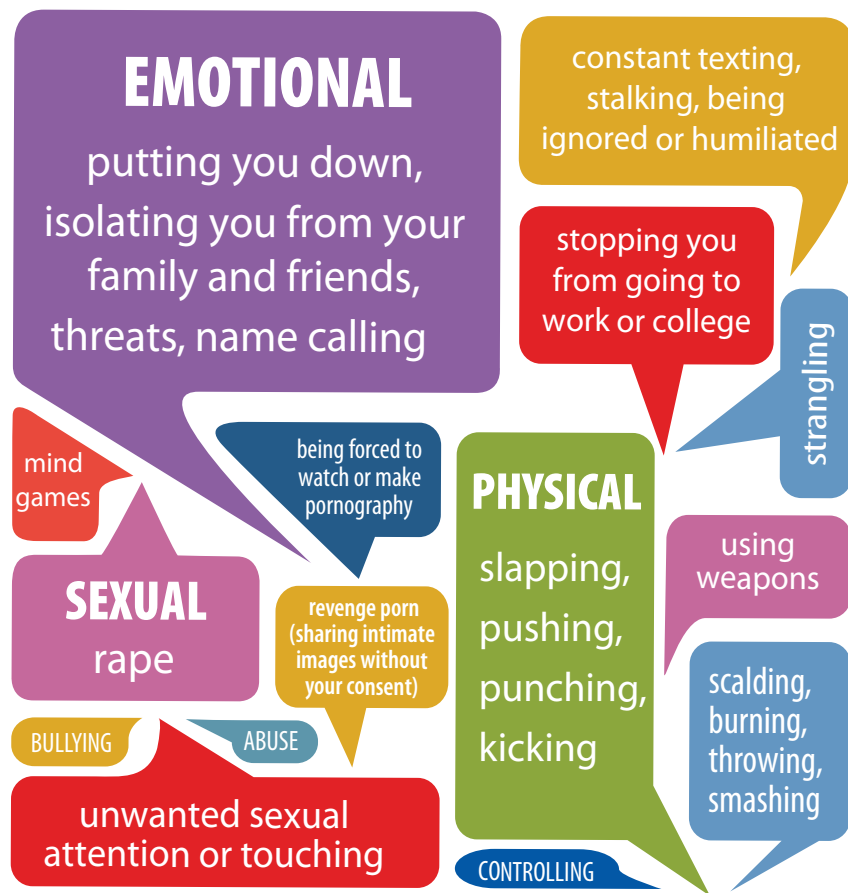 EMOTIONAL
putting you down,
isolating you from your
family and friends,
threats, name calling
constant texting,
stalking, being
ignored or humiliated
stopping you
from going to
work or college
strangling
mind
games
being forced to
watch or make
pornography
SEXUAL
rape
revenge porn
(sharing intimate
images without
your consent)
BULLYING
ABUSE
unwanted sexual
attention or touching
PHYSICAL
slapping,
pushing,
punching,
kicking
using
weapons
scalding,
burning,
throwing,
smashing
CONTROLLING